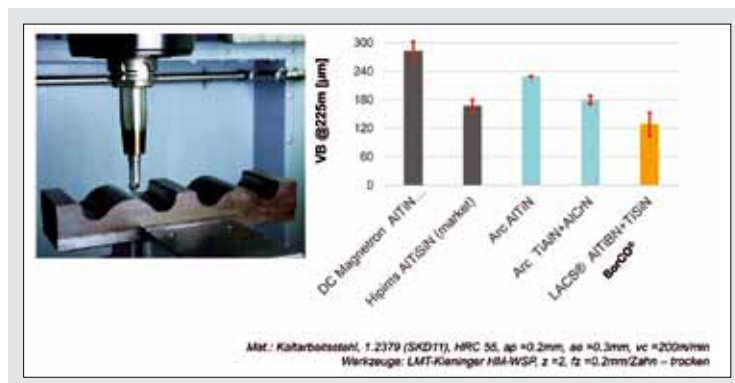 VB @225m [µm]
300
240
180
120
60
0
DC Magnetron AlTiN...
Hipims AlTiSiN (market)
Arc AlTiN
Arc TiAlN+AlCrN
LACS® AlTiBN+TiSiN
BorCO®
Mat.: Kaltarbeitsstehl, 1.2379 (SKD11), HRC 55, ap =0.2mm, ae =0.3mm, vc =200m/min
Werkzeuge: LMT-Kieninger HM-WSP, z =2, fz =0.2mm/Zahn – trocken